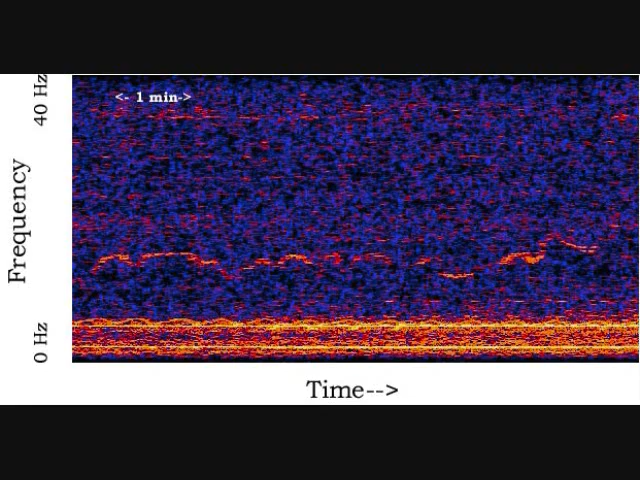 40 Hz
<- 1 min->
Frequency
0 Hz
Time-->